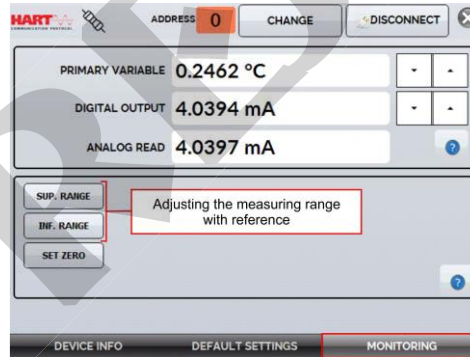 HART
COMMUNICATION PROTOCOL
ADDRESS 0 CHANGE DISCONNECT
PRIMARY VARIABLE 0.2462 °C
DIGITAL OUTPUT 4.0394 mA
ANALOG READ 4.0397 mA
?
SUP. RANGE
INF. RANGE
Adjusting the measuring range
with reference
SET ZERO
?
DEVICE INFO DEFAULT SETTINGS MONITORING